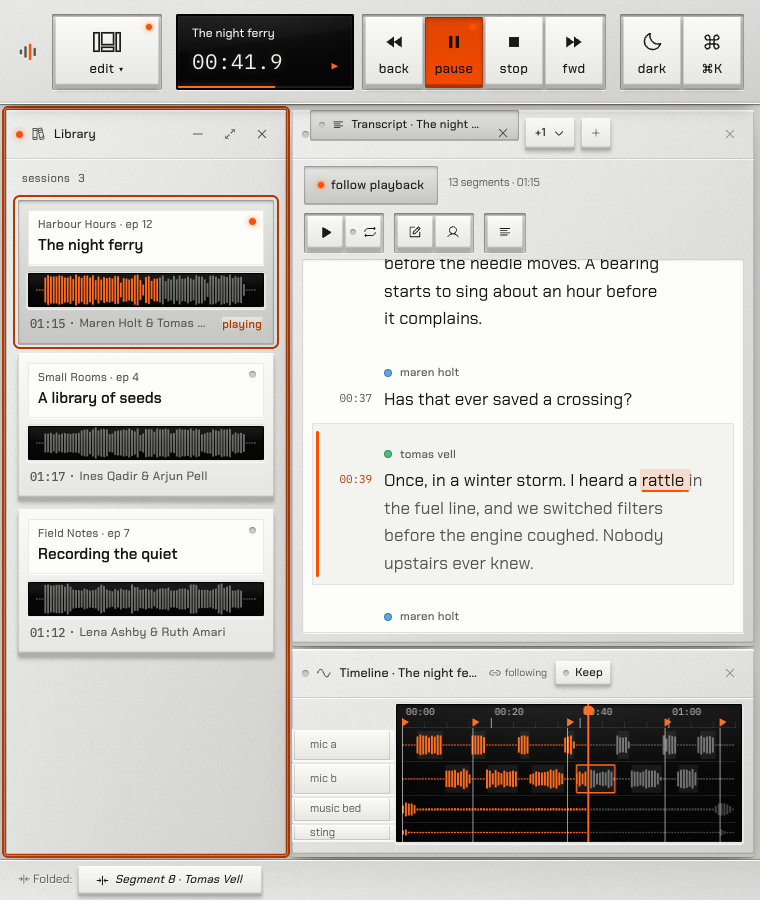 edit
The night ferry
00:41.9
back
pause
stop
fwd
dark
⌘K
Library
sessions 3
Harbour Hours · ep 12
The night ferry
01:15 · Maren Holt & Tomas ...
playing
Small Rooms · ep 4
A library of seeds
01:17 · Ines Qadir & Arjun Pell
Field Notes · ep 7
Recording the quiet
01:12 · Lena Ashby & Ruth Amari
Transcript · The night ...
+1
follow playback
13 segments · 01:15
before the needle moves. A bearing
starts to sing about an hour before
it complains.
maren holt
00:37 Has that ever saved a crossing?
tomas vell
00:39 Once, in a winter storm. I heard a rattle in
the fuel line, and we switched filters
before the engine coughed. Nobody
upstairs ever knew.
maren holt
Timeline · The night fe...
following
Keep
00:00 00:20 :40 01:00
mic a
mic b
music bed
sting
Folded:
Segment 8 · Tomas Vell